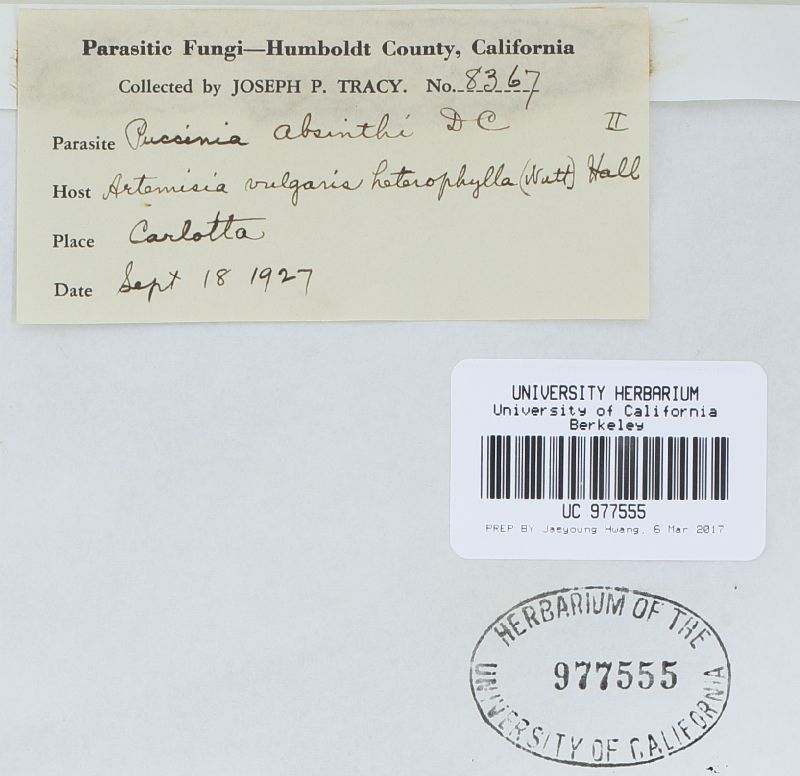 Parasitic Fungi—Humboldt County, California
Collected by JOSEPH P. TRACY. No. 8367
Parasite Puccinia absinthi DC II
Host Artemisia vulgaris heterophylla (Nutt) Hall
Place Carlotta
Date Sept 18 1927
UNIVERSITY HERBARIUM
University of California
Berkeley
UC 977555
PREP BY Jaeyoung Hwang, 6 Mar 2017
HERBARIUM OF THE
977555
UNIVERSITY OF CALIFORNIA